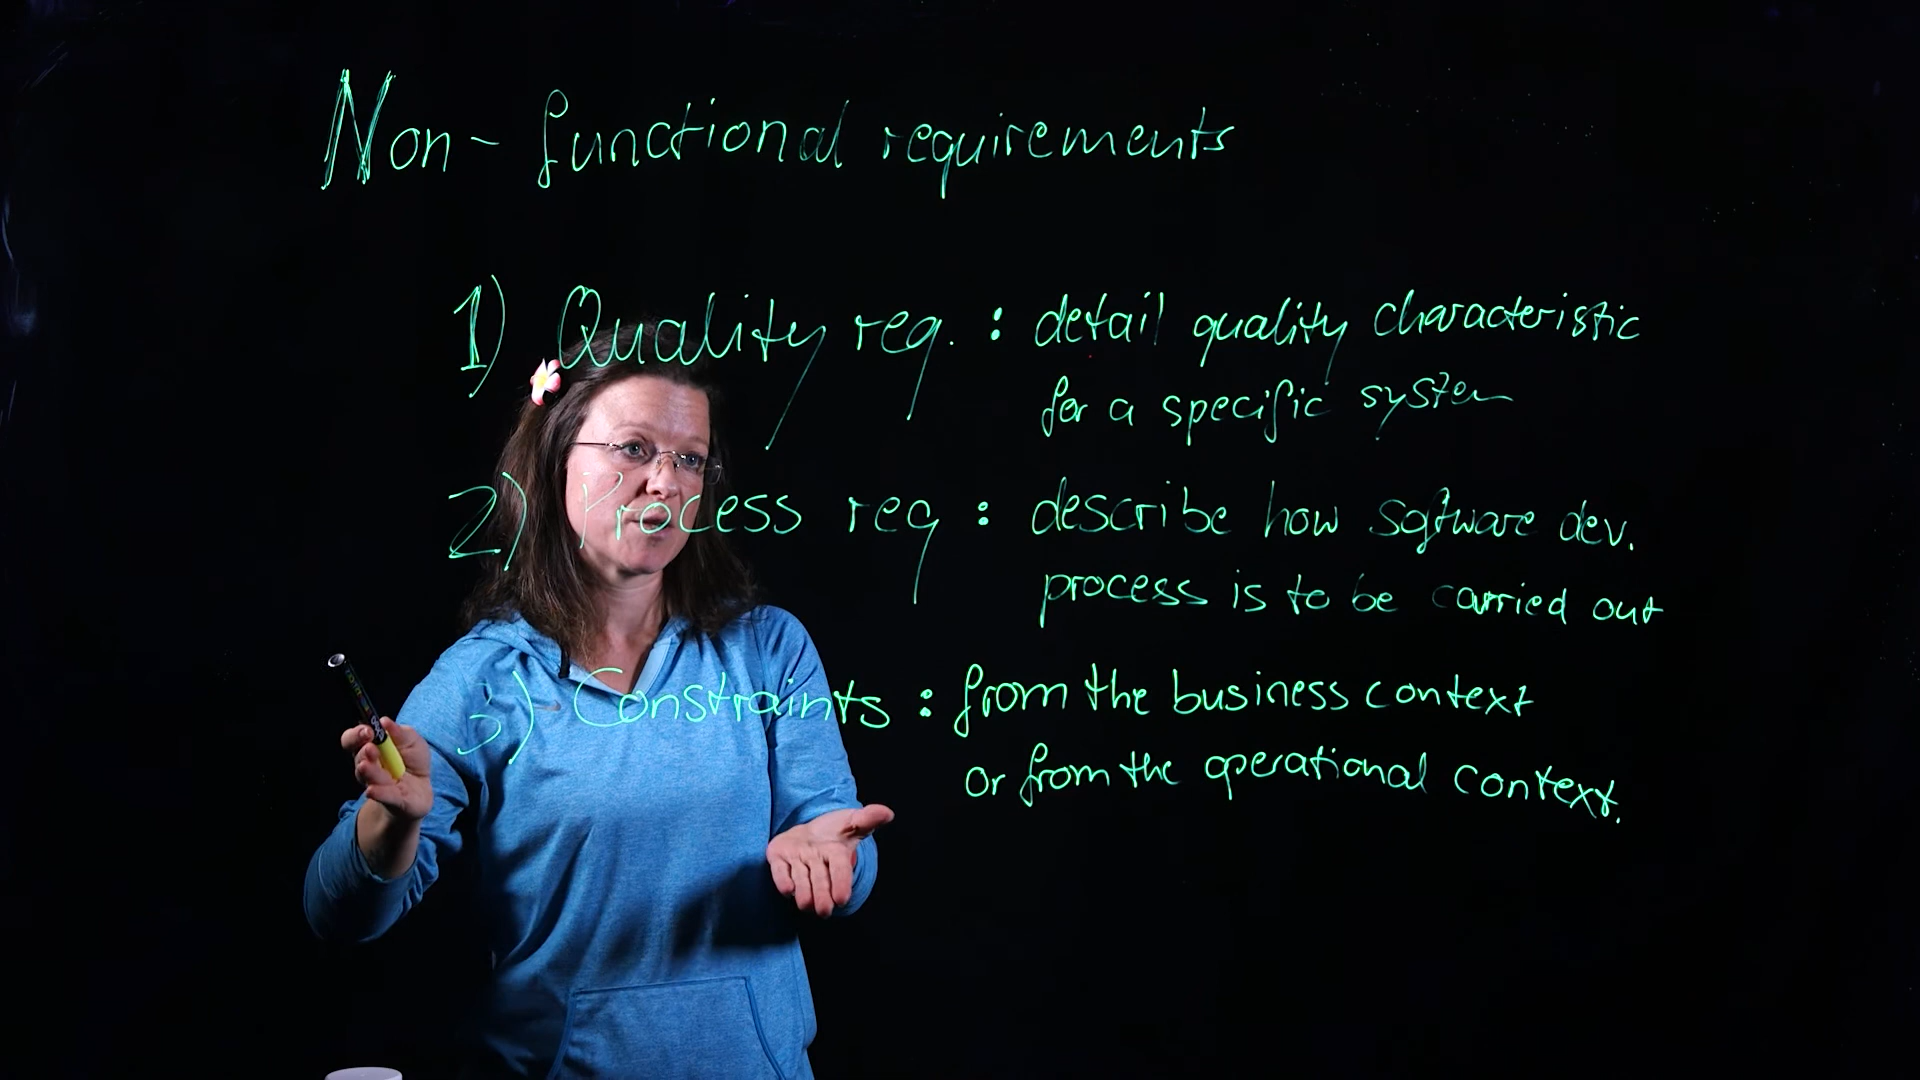 Non-functional requirements
1) Quality req. : detail quality characteristic
for a specific system
2) Process req : describe how software dev.
process is to be carried out
3) Constraints : from the business context
or from the operational context.